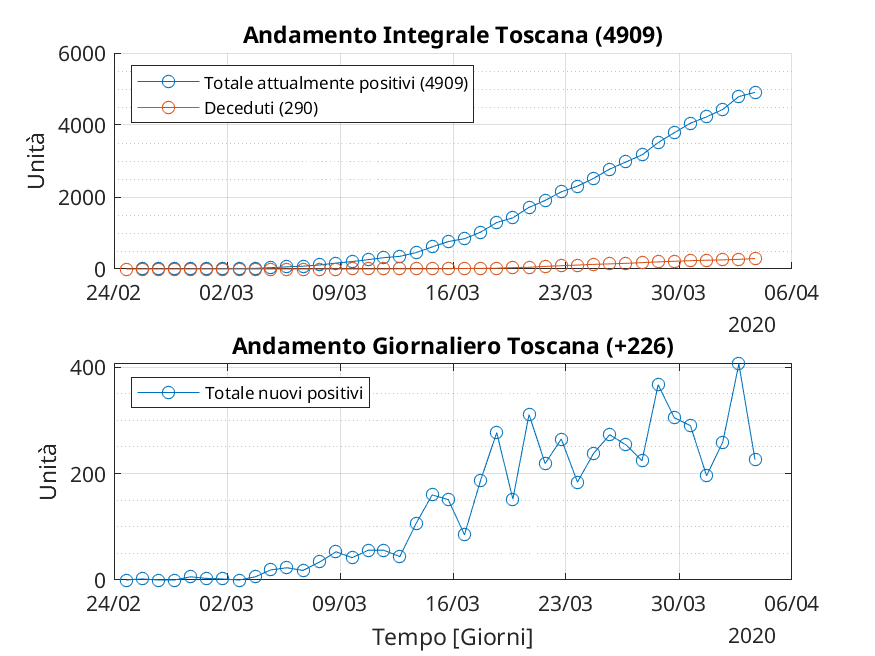 Andamento Integrale Toscana (4909)
6000
4000
2000
0
Unità
Totale attualmente positivi (4909)
Deceduti (290)
24/02 02/03 09/03 16/03 23/03 30/03 06/04
2020
Andamento Giornaliero Toscana (+226)
400
200
0
Unità
Totale nuovi positivi
24/02 02/03 09/03 16/03 23/03 30/03 06/04
Tempo [Giorni]
2020